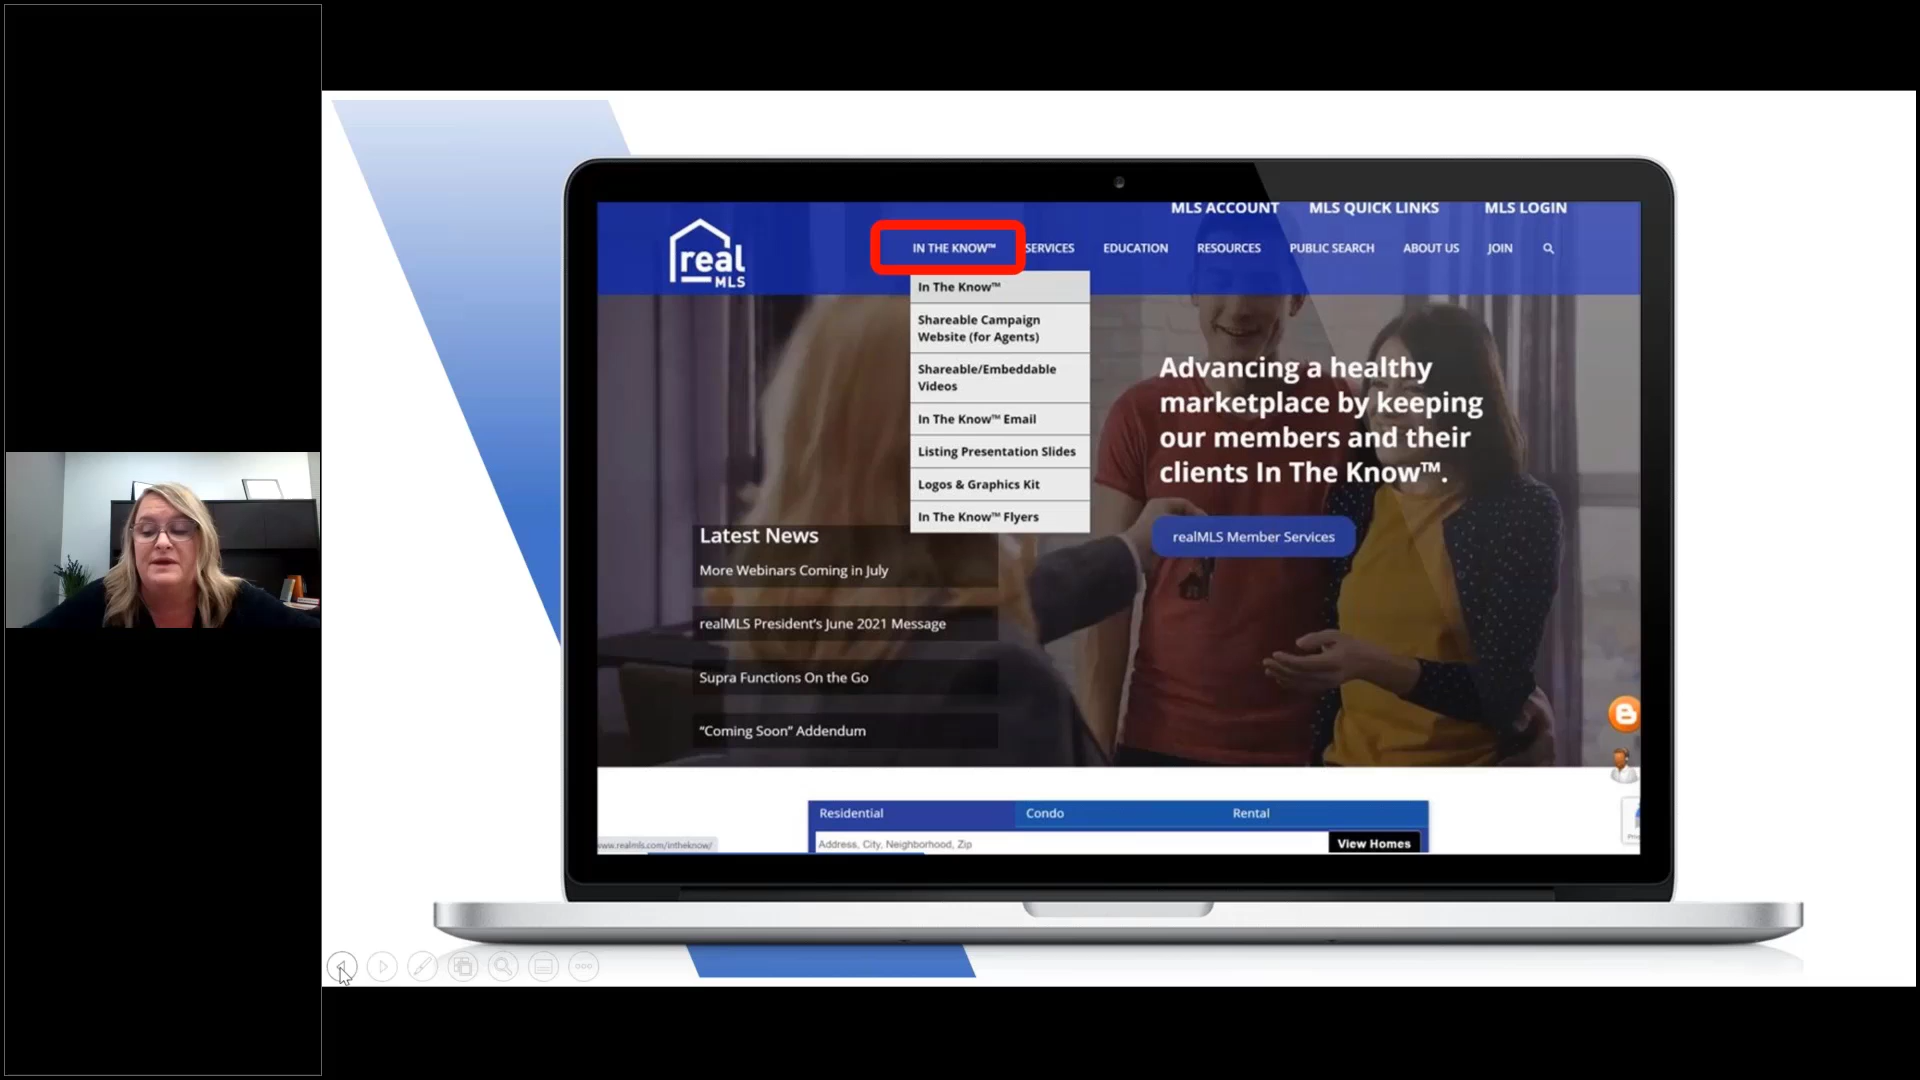 MLS ACCOUNT MLS QUICK LINKS MLS LOGIN
real
MLS
IN THE KNOW™ SERVICES EDUCATION RESOURCES PUBLIC SEARCH ABOUT US JOIN
In The Know™
Shareable Campaign
Website (for Agents)
Shareable/Embeddable
Videos
In The Know™ Email
Listing Presentation Slides
Logos & Graphics Kit
In The Know™ Flyers
Advancing a healthy
marketplace by keeping
our members and their
clients In The Know™.
realMLS Member Services
Latest News
More Webinars Coming in July
realMLS President's June 2021 Message
Supra Functions On the Go
“Coming Soon” Addendum
Residential Condo Rental
Address, City, Neighborhood, Zip View Homes
www.realmls.com/intheknow/